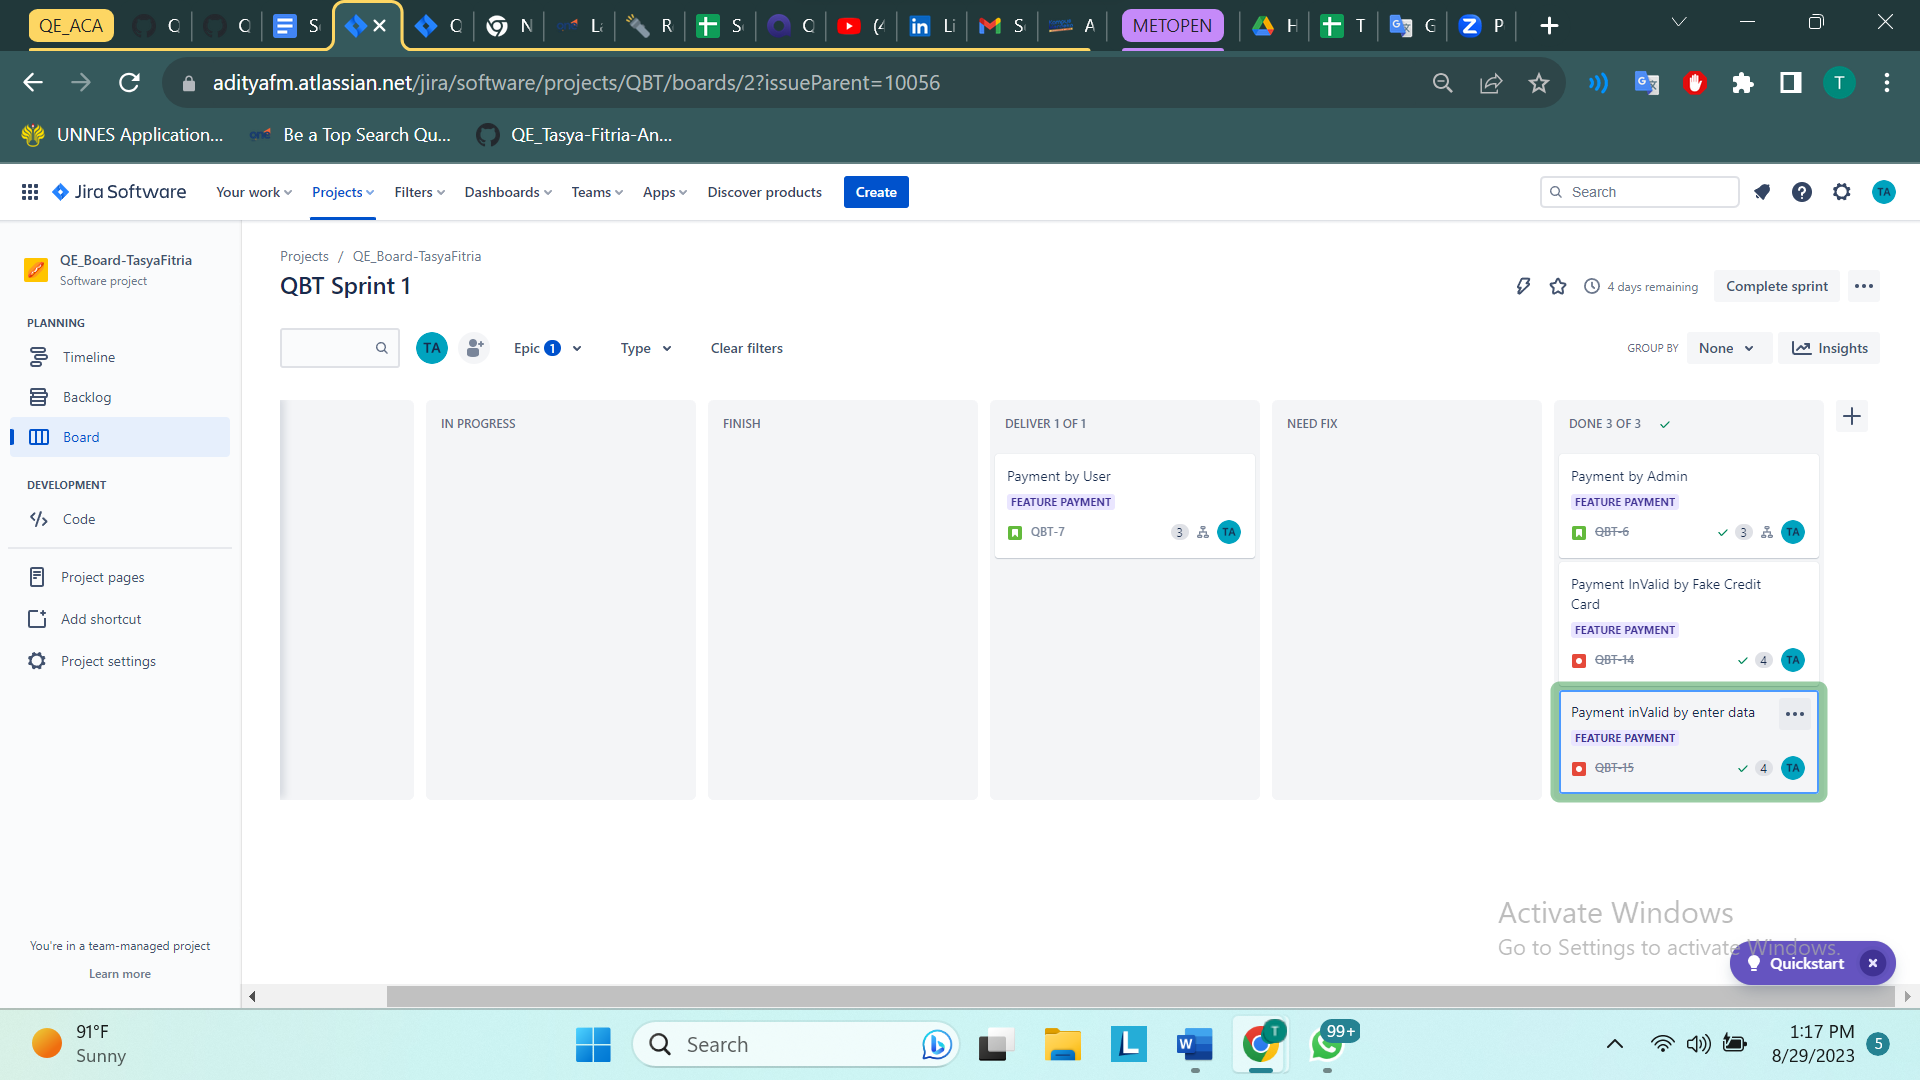 QE_ACA
Q
Q
S
Q
N
La
R
S
Q
(4
Li
S
A
METOPEN
H
T
G
P
adityafm.atlassian.net/jira/software/projects/QBT/boards/2?issueParent=10056
T
UNNES Application...
one
Be a Top Search Qu...
QE_Tasya-Fitria-An...
Jira Software
Your work
Projects
Filters
Dashboards
Teams
Apps
Discover products
Create
Search
TA
QE_Board-TasyaFitria
Software project
PLANNING
Timeline
Backlog
Board
DEVELOPMENT
Code
Project pages
Add shortcut
Project settings
You're in a team-managed project
Learn more
Projects / QE_Board-TasyaFitria
QBT Sprint 1
4 days remaining
Complete sprint
TA
Epic 1
Type
Clear filters
GROUP BY
None
Insights
IN PROGRESS
FINISH
DELIVER 1 OF 1
Payment by User
FEATURE PAYMENT
QBT-7
3
TA
NEED FIX
DONE 3 OF 3
Payment by Admin
FEATURE PAYMENT
QBT-6
3
TA
Payment InValid by Fake Credit
Card
FEATURE PAYMENT
QBT-14
4
TA
Payment inValid by enter data
FEATURE PAYMENT
QBT-15
4
TA
Activate Windows
Go to Settings to activate Windows.
Quickstart
91°F
Sunny
Search
L
W
T
99+
1:17 PM
8/29/2023
5